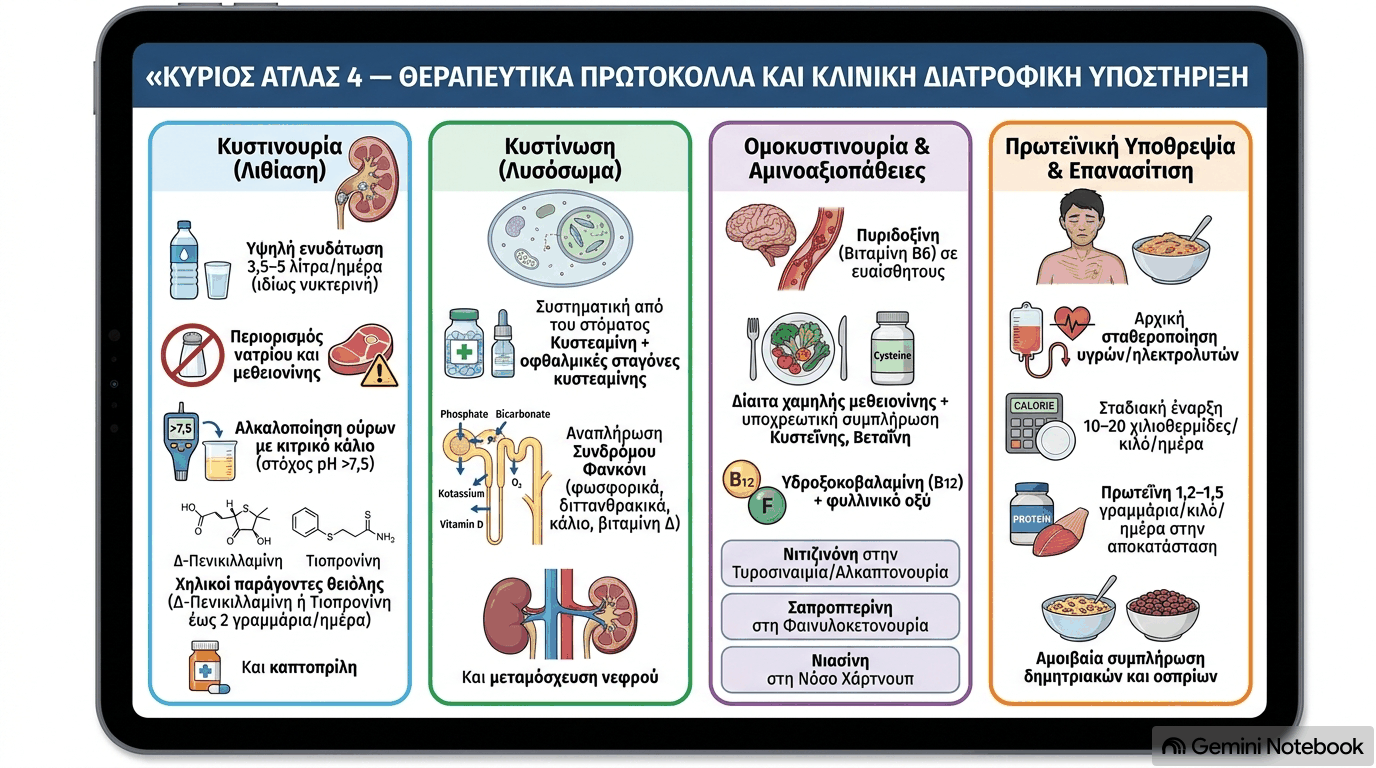 «ΚΥΡΙΟΣ ΑΤΛΑΣ 4 — ΘΕΡΑΠΕΥΤΙΚΑ ΠΡΩΤΟΚΟΛΛΑ ΚΑΙ ΚΛΙΝΙΚΗ ΔΙΑΤΡΟΦΙΚΗ ΥΠΟΣΤΗΡΙΞΗ
Κυστινουρία
(Λιθίαση)
Υψηλή ενυδάτωση
3,5–5 λίτρα/ημέρα
(ιδίως νυκτερινή)
Περιορισμός
νατρίου και
μεθειονίνης
>7,5
Αλκαλοποίηση ούρων
με κιτρικό κάλιο
(στόχος pH >7,5)
HO
O
H
S
O
OH
S
S
NH₂
Δ-Πενικιλλαμίνη
Τιοπρονίνη
Χηλικοί παράγοντες θειόλης
(Δ-Πενικιλλαμίνη ή Τιοπρονίνη
έως 2 γραμμάρια/ημέρα)
Και καπτοπρίλη
Κυστίνωση
(Λυσόσωμα)
Συστηματική από
του στόματος
Κυστεαμίνη +
οφθαλμικές σταγόνες
κυστεαμίνης
Phosphate
Bicarbonate
Kotassium
Vitamin D
Αναπλήρωση
Συνδρόμου
Φανκόνι
(φωσφορικά,
διττανθρακικά,
κάλιο, βιταμίνη Δ)
Και μεταμόσχευση νεφρού
Ομοκυστινουρία &
Αμινοαξιοπάθειες
Πυριδοξίνη
(Βιταμίνη Β6) σε
ευαίσθητους
Cysteine
Δίαιτα χαμηλής μεθειονίνης +
υποχρεωτική συμπλήρωση
Κυστεΐνης, Βεταΐνη
B₁₂
F
Υδροξοκοβαλαμίνη (Β12)
+ φυλλινικό οξύ
Νιτιζινόνη στην
Τυροσιναιμία/Αλκαπτονουρία
Σαπροπτερίνη
στη Φαινυλοκετονουρία
Νιασίνη
στη Νόσο Χάρτνουπ
Πρωτεϊνική Υποθρεψία
& Επανασίτιση
Αρχική
σταθεροποίηση
υγρών/ηλεκτρολυτών
CALORIE
Σταδιακή έναρξη
10–20 χιλιοθερμίδες/
κιλό/ημέρα
PROTEIN
Πρωτεΐνη 1,2–1,5
γραμμάρια/κιλό/
ημέρα στην
αποκατάσταση
Αμοιβαία συμπλήρωση
δημητριακών και οσπρίων
Gemini Notebook